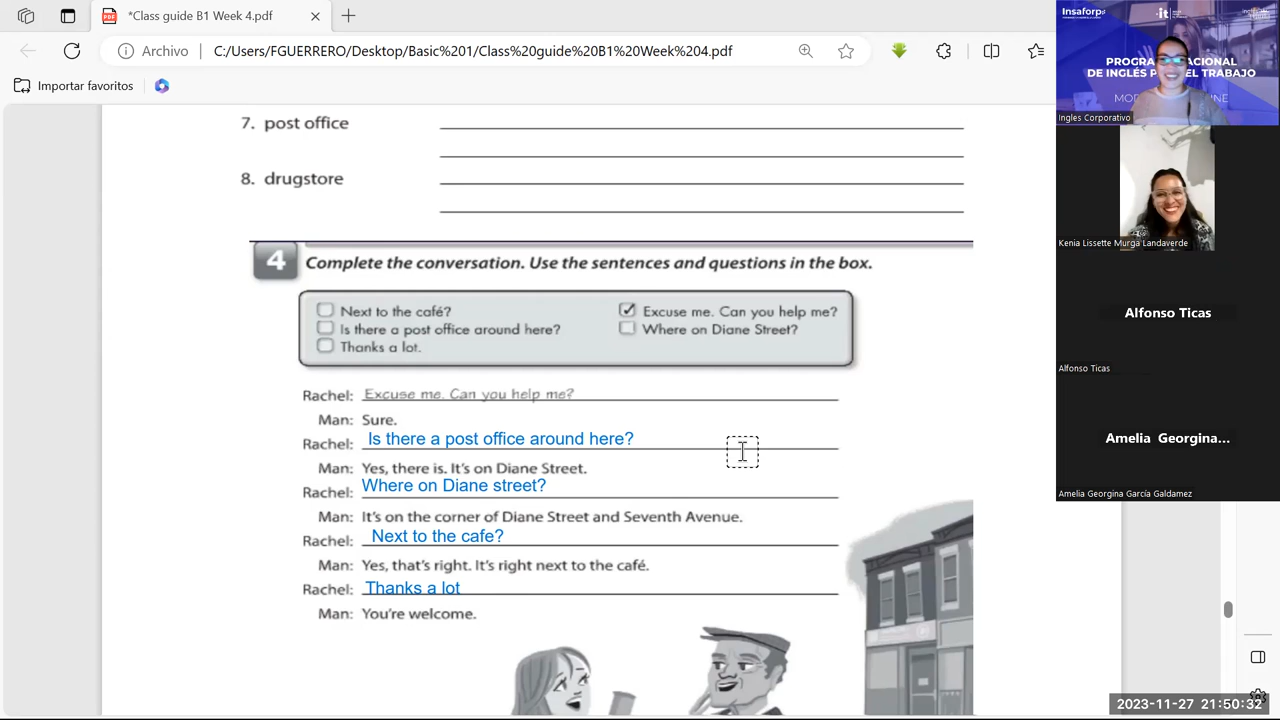 *Class guide B1 Week 4.pdf
Archivo
C:/Users/FGUERRERO/Desktop/Basic%201/Class%20guide%20B1%20Week%204.pdf
Importar favoritos
7. post office
8. drugstore
4 Complete the conversation. Use the sentences and questions in the box.
Next to the café?
Excuse me. Can you help me?
Is there a post office around here?
Where on Diane Street?
Thanks a lot.
Rachel: Excuse me. Can you help me?
Man: Sure.
Rachel: Is there a post office around here?
Man: Yes, there is. It's on Diane Street.
Rachel: Where on Diane street?
Man: It's on the corner of Diane Street and Seventh Avenue.
Rachel: Next to the cafe?
Man: Yes, that's right. It's right next to the café.
Rachel: Thanks a lot
Man: You're welcome.
Insaforp
it
Ingles Corporativo
Kenia Lissette Murga Landaverde
Alfonso Ticas
Alfonso Ticas
Amelia Georgina...
Amelia Georgina García Galdamez
2023-11-27 21:50:32